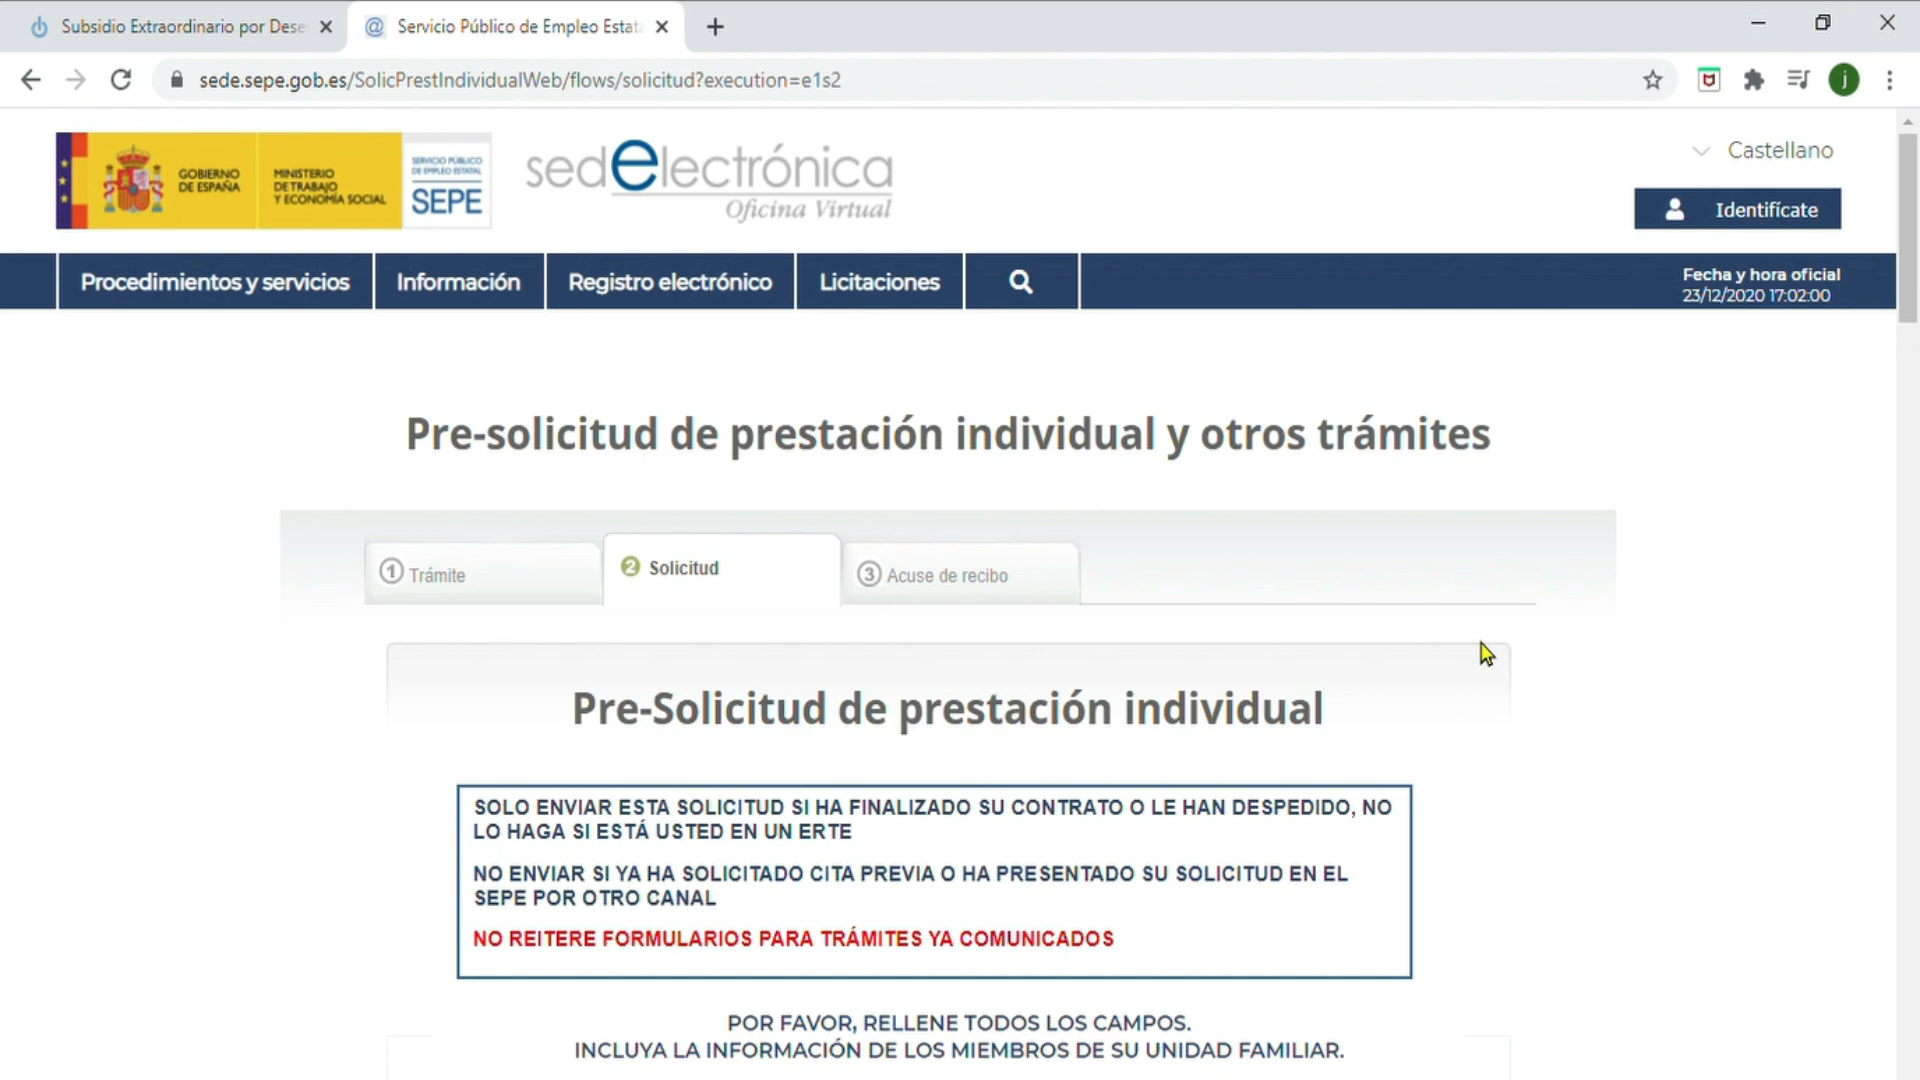 Subsidio Extraordinario por Dese
Servicio Público de Empleo Estata
sede.sepe.gob.es/SolicPrestIndividualWeb/flows/solicitud?execution=e1s2
j
GOBIERNO
DE ESPAÑA
MINISTERIO
DE TRABAJO
Y ECONOMÍA SOCIAL
SERVICIO PÚBLICO
DE EMPLEO ESTATAL
SEPE
sedelectrónica
Oficina Virtual
Castellano
Identifícate
Procedimientos y servicios
Información
Registro electrónico
Licitaciones
Fecha y hora oficial
23/12/2020 17:02:00
Pre-solicitud de prestación individual y otros trámites
1 Trámite
2 Solicitud
3 Acuse de recibo
Pre-Solicitud de prestación individual
SOLO ENVIAR ESTA SOLICITUD SI HA FINALIZADO SU CONTRATO O LE HAN DESPEDIDO, NO
LO HAGA SI ESTÁ USTED EN UN ERTE
NO ENVIAR SI YA HA SOLICITADO CITA PREVIA O HA PRESENTADO SU SOLICITUD EN EL
SEPE POR OTRO CANAL
NO REITERE FORMULARIOS PARA TRÁMITES YA COMUNICADOS
POR FAVOR, RELLENE TODOS LOS CAMPOS.
INCLUYA LA INFORMACIÓN DE LOS MIEMBROS DE SU UNIDAD FAMILIAR.